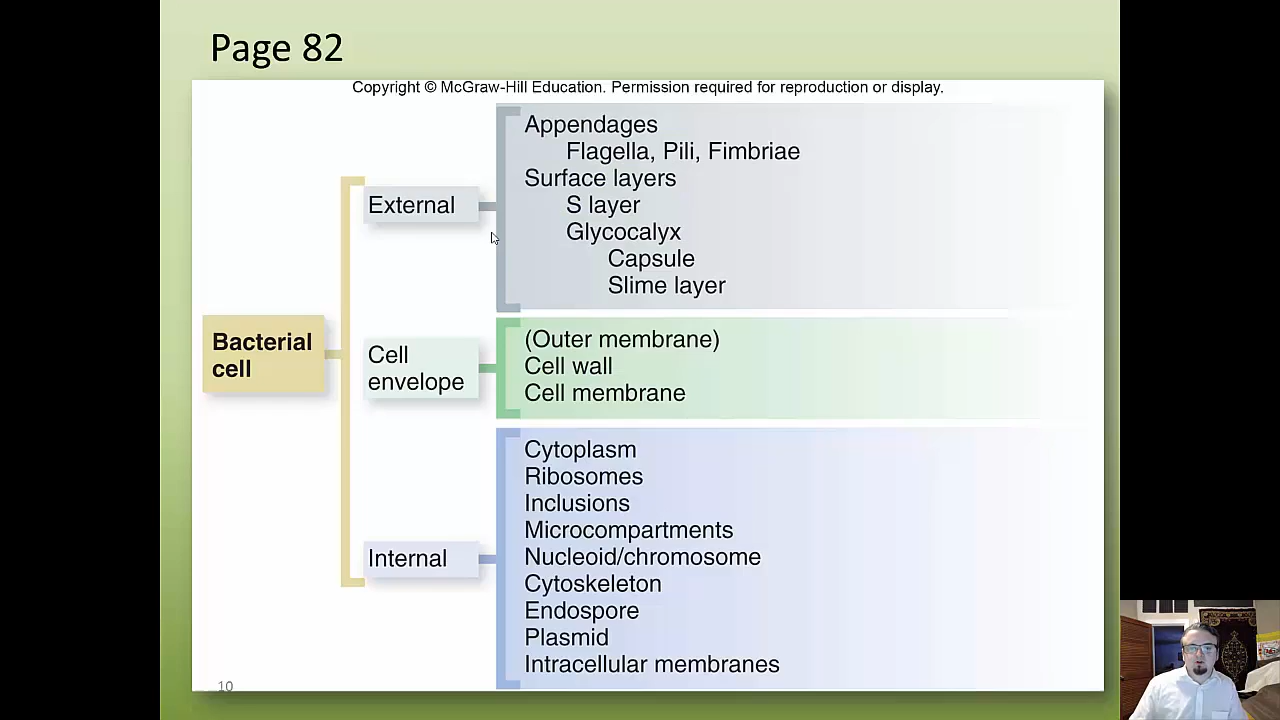 Page 82
Copyright © McGraw-Hill Education. Permission required for reproduction or display.
Bacterial
cell
External
Appendages
Flagella, Pili, Fimbriae
Surface layers
S layer
Glycocalyx
Capsule
Slime layer
Cell
envelope
(Outer membrane)
Cell wall
Cell membrane
Internal
Cytoplasm
Ribosomes
Inclusions
Microcompartments
Nucleoid/chromosome
Cytoskeleton
Endospore
Plasmid
Intracellular membranes
10